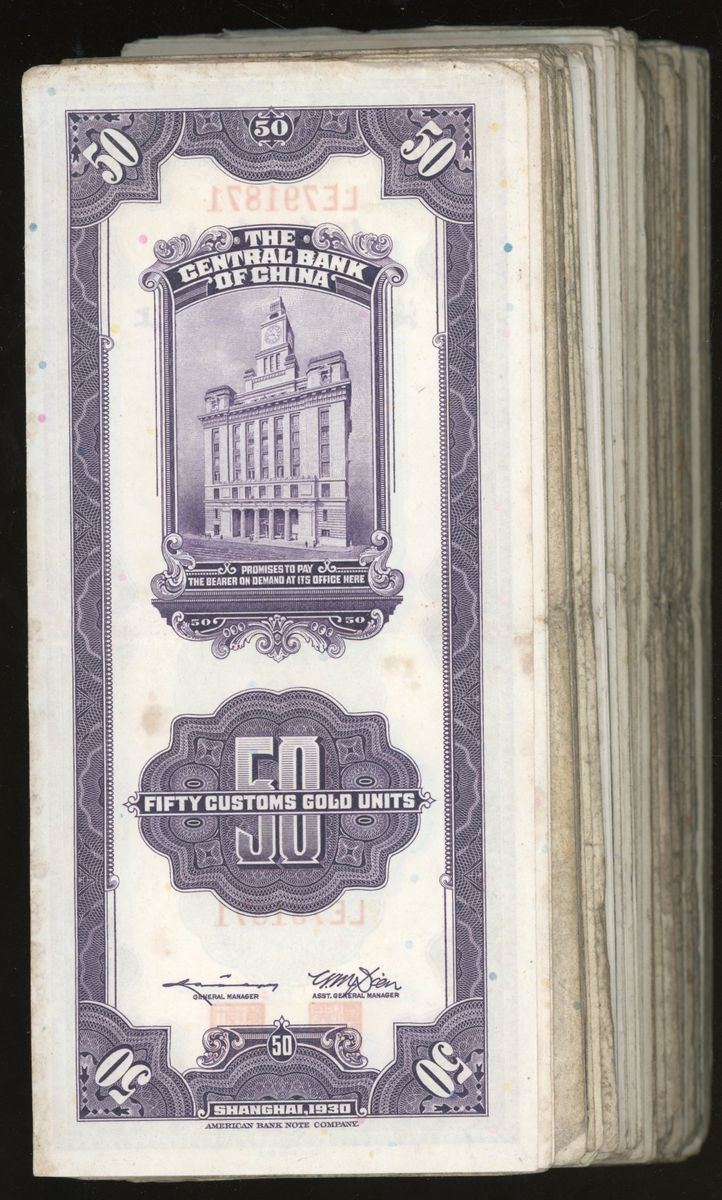 50 50 50
LE791871
THE
CENTRAL BANK
OF CHINA
PROMISES TO PAY
THE BEARER ON DEMAND AT ITS OFFICE HERE
50 50
50
FIFTY CUSTOMS GOLD UNITS
LE791871
GENERAL MANAGER ASST. GENERAL MANAGER
50 50 50
SHANGHAI, 1930
AMERICAN BANK NOTE COMPANY.